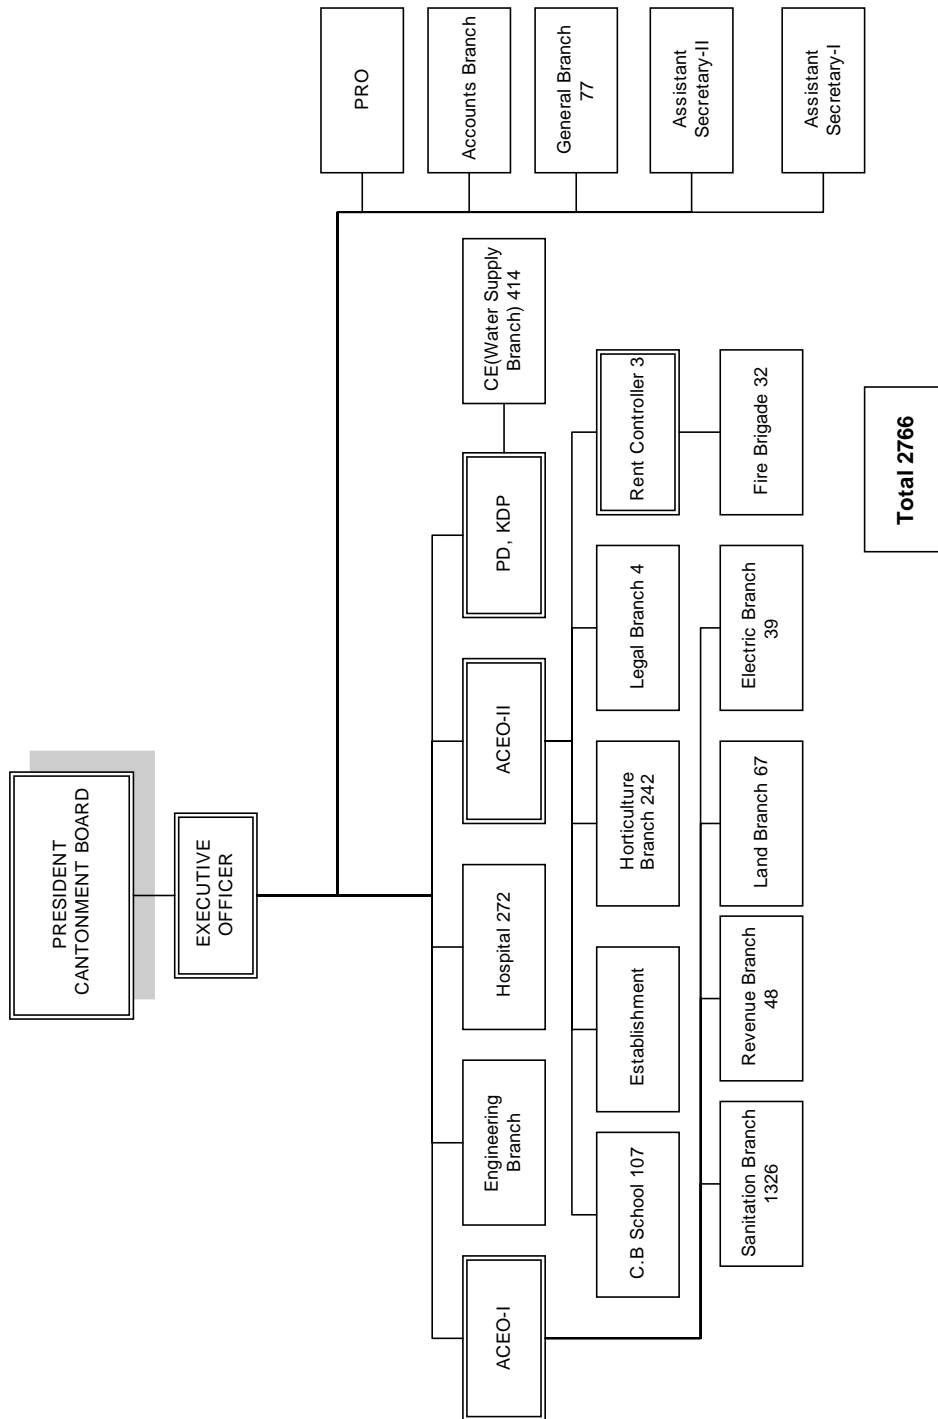 PRESIDENT
CANTONMENT BOARD
EXECUTIVE
OFFICER
PRO
Accounts Branch
General Branch
77
Assistant
Secretary-II
Assistant
Secretary-I
ACEO-I
Engineering
Branch
Hospital 272
ACEO-II
PD, KDP
CE(Water Supply
Branch) 414
C.B School 107
Establishment
Horticulture
Branch 242
Legal Branch 4
Rent Controller 3
Sanitation Branch
1326
Revenue Branch
48
Land Branch 67
Electric Branch
39
Fire Brigade 32
Total 2766